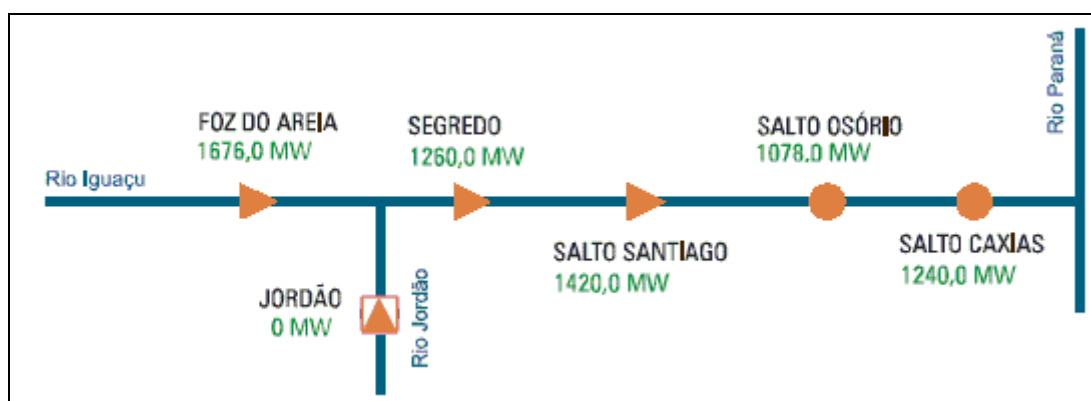 Rio Paraná
FOZ DO AREIA
1676,0 MW
SEGREDO
1260,0 MW
SALTO OSÓRIO
1078.0 MW
Rio Iguaçu
SALTO SANTIAGO
1420,0 MW
SALTO CAXIAS
1240,0 MW
JORDÃO
0 MW
Rio Jordão